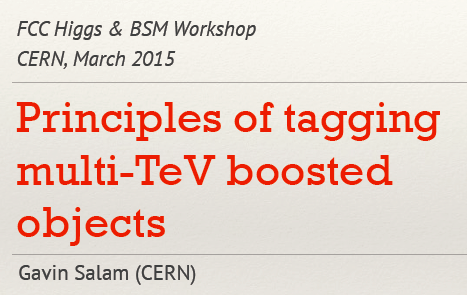 FCC Higgs & BSM Workshop
CERN, March 2015
Principles of tagging
multi-TeV boosted
objects
Gavin Salam (CERN)